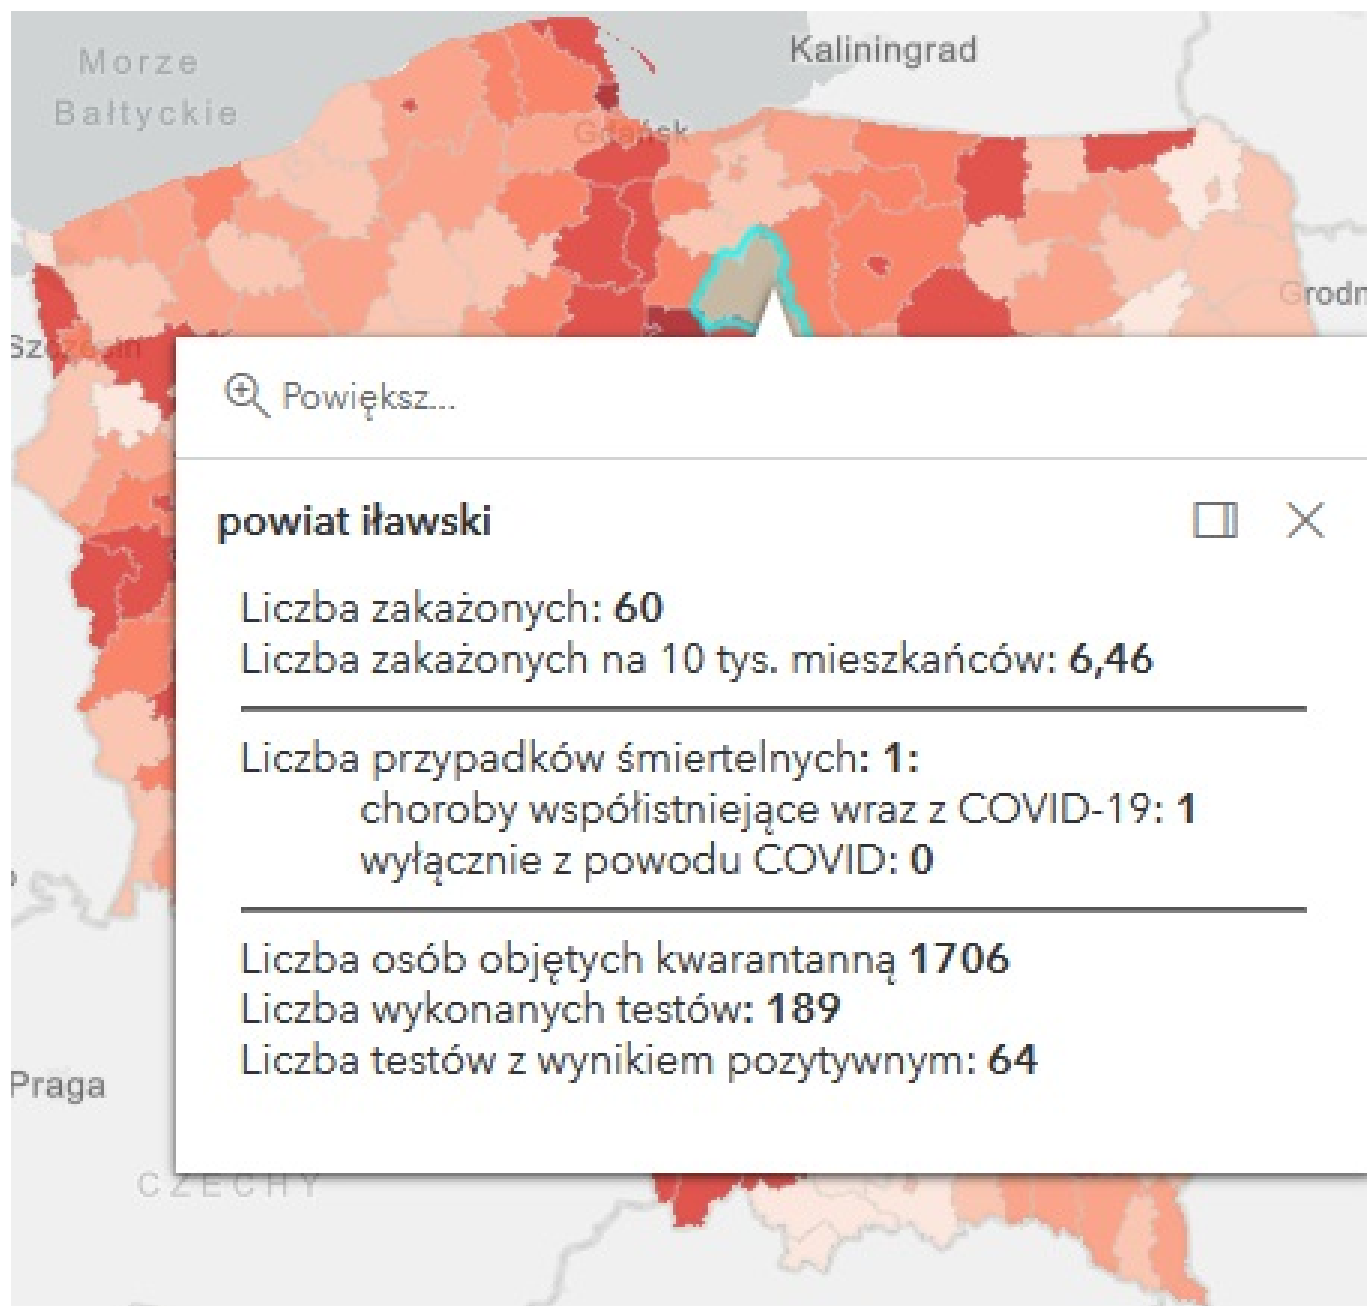 Morze
Bałtyckie
Kaliningrad
Gdańsk
Grodn
Szczecin
Powiększ...
powiat iławski
Liczba zakażonych: 60
Liczba zakażonych na 10 tys. mieszkańców: 6,46
Liczba przypadków śmiertelnych: 1:
choroby współistniejące wraz z COVID-19: 1
wyłącznie z powodu COVID: 0
Liczba osób objętych kwarantanną 1706
Liczba wykonanych testów: 189
Liczba testów z wynikiem pozytywnym: 64
Praga
CZECHY